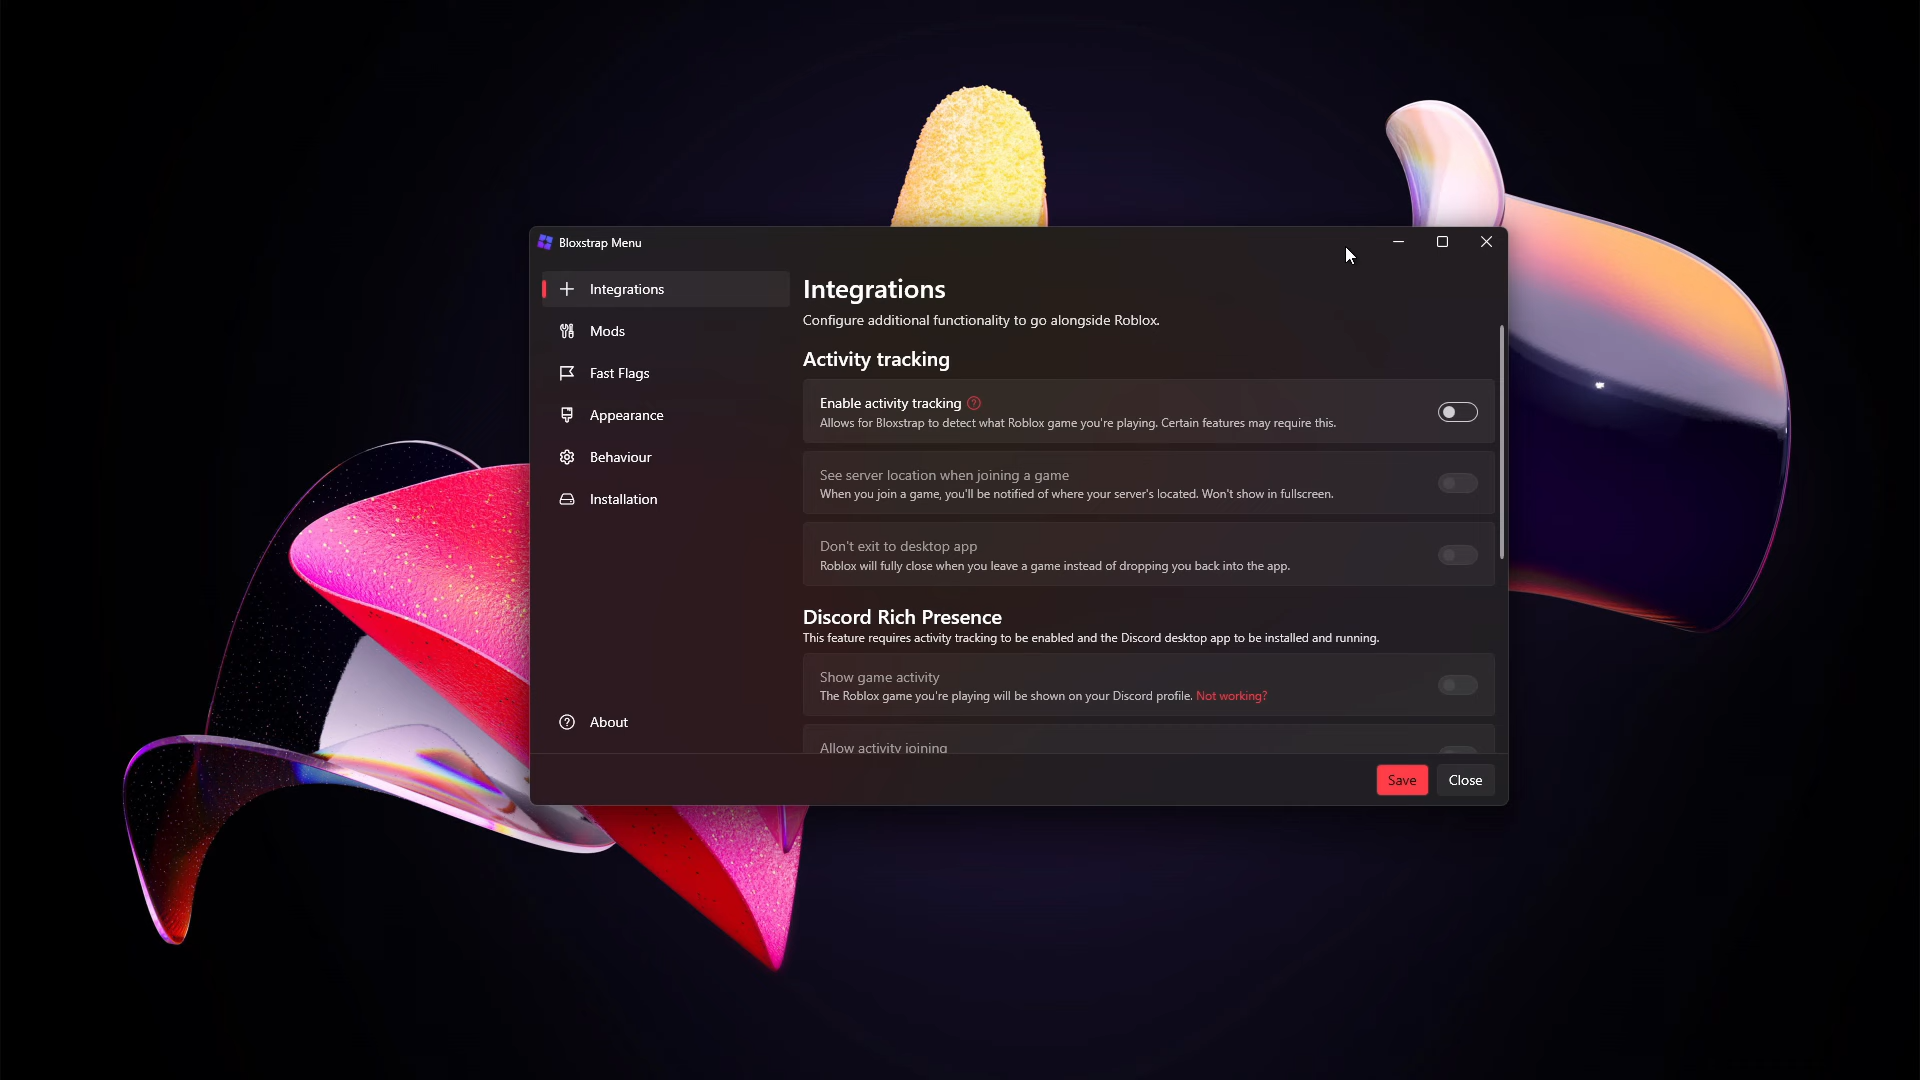 Bloxstrap Menu
Integrations
Mods
Fast Flags
Appearance
Behaviour
Installation
About
Integrations
Configure additional functionality to go alongside Roblox.
Activity tracking
Enable activity tracking
Allows for Bloxstrap to detect what Roblox game you're playing. Certain features may require this.
See server location when joining a game
When you join a game, you'll be notified of where your server's located. Won't show in fullscreen.
Don't exit to desktop app
Roblox will fully close when you leave a game instead of dropping you back into the app.
Discord Rich Presence
This feature requires activity tracking to be enabled and the Discord desktop app to be installed and running.
Show game activity
The Roblox game you're playing will be shown on your Discord profile. Not working?
Allow activity joining
Save
Close